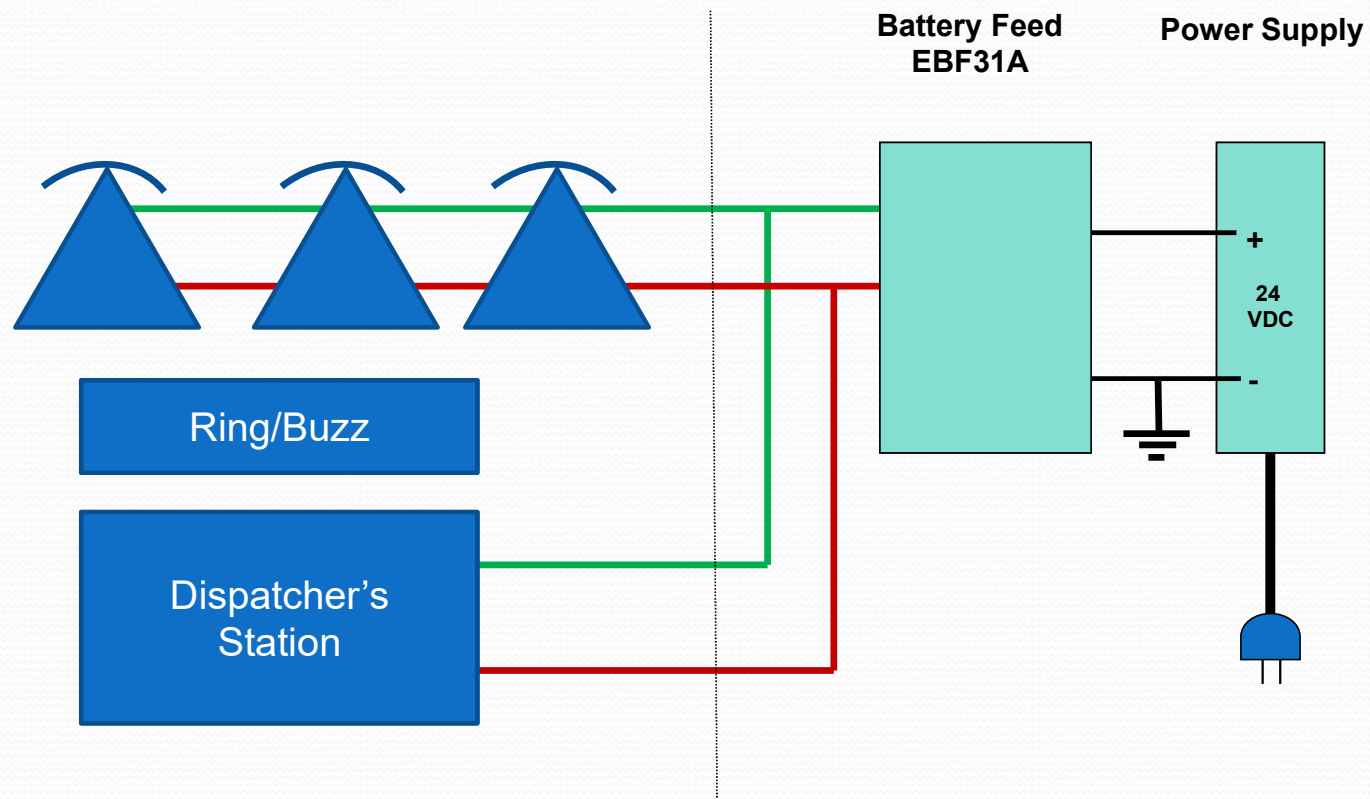 Battery Feed
EBF31A
Power Supply
+
24
VDC
-
Ring/Buzz
Dispatcher’s
Station